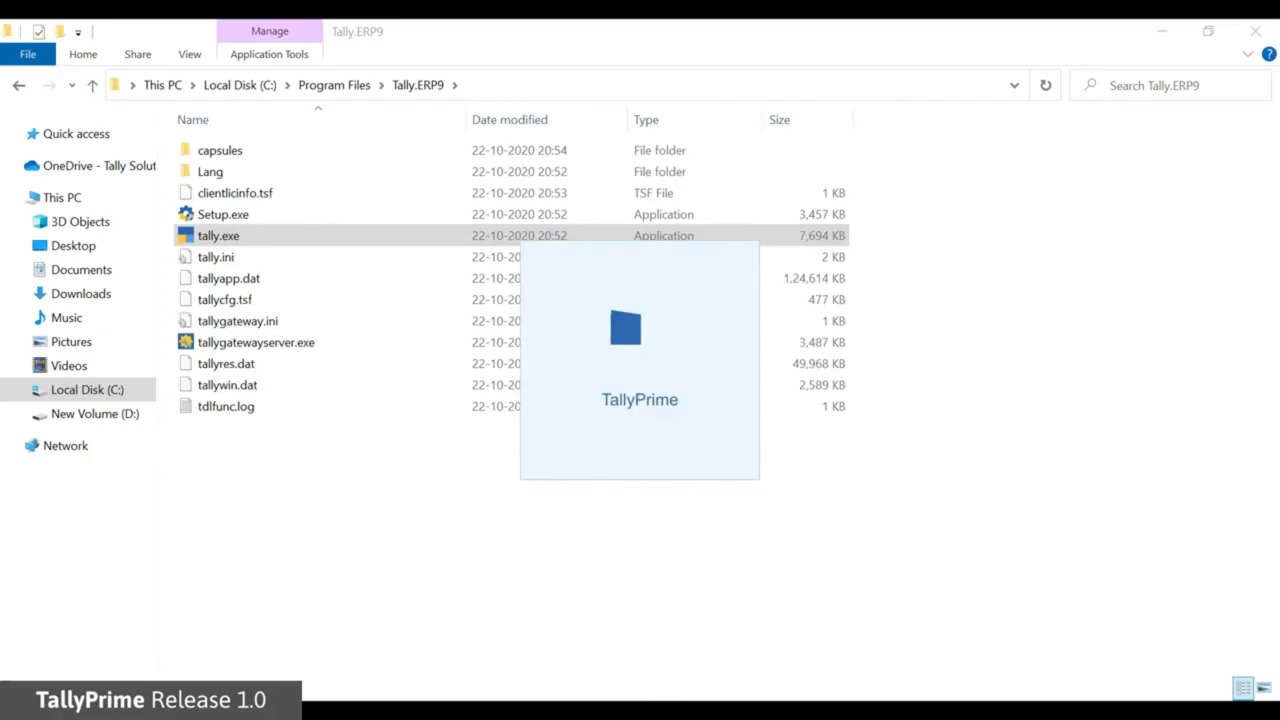 Manage
Tally.ERP9
File
Home
Share
View
Application Tools
This PC > Local Disk (C:) > Program Files > Tally.ERP9 >
Search Tally.ERP9
Name
Date modified
Type
Size
Quick access
OneDrive - Tally Solut
This PC
3D Objects
Desktop
Documents
Downloads
Music
Pictures
Videos
Local Disk (C:)
New Volume (D:)
Network
capsules 22-10-2020 20:54 File folder
Lang 22-10-2020 20:52 File folder
clientlicinfo.tsf 22-10-2020 20:53 TSF File 1 KB
Setup.exe 22-10-2020 20:52 Application 3,457 KB
tally.exe 22-10-2020 20:52 Application 7,694 KB
tally.ini 22-10-20 2 KB
tallyapp.dat 22-10-20 1,24,614 KB
tallycfg.tsf 22-10-20 477 KB
tallygateway.ini 22-10-20 1 KB
tallygatewayserver.exe 22-10-20 3,487 KB
tallyres.dat 22-10-20 49,968 KB
tallywin.dat 22-10-20 2,589 KB
tdlfunc.log 22-10-20 1 KB
TallyPrime
TallyPrime Release 1.0